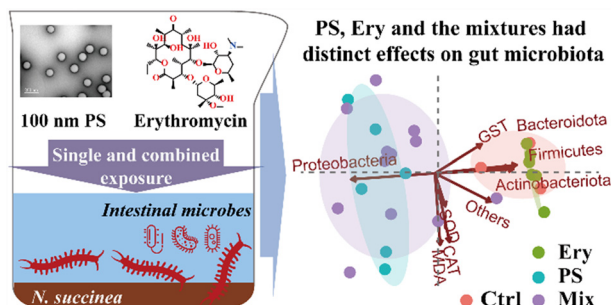 PS, Ery and the mixtures had
distinct effects on gut microbiota
100 nm PS
Erythromycin
Single and combined
exposure
Intestinal microbes
N. succinea
GST
Bacteroidota
Proteobacteria
Firmicutes
Actinobacteriota
Others
SOD
CAT
MDA
Ery
PS
Ctrl
Mix